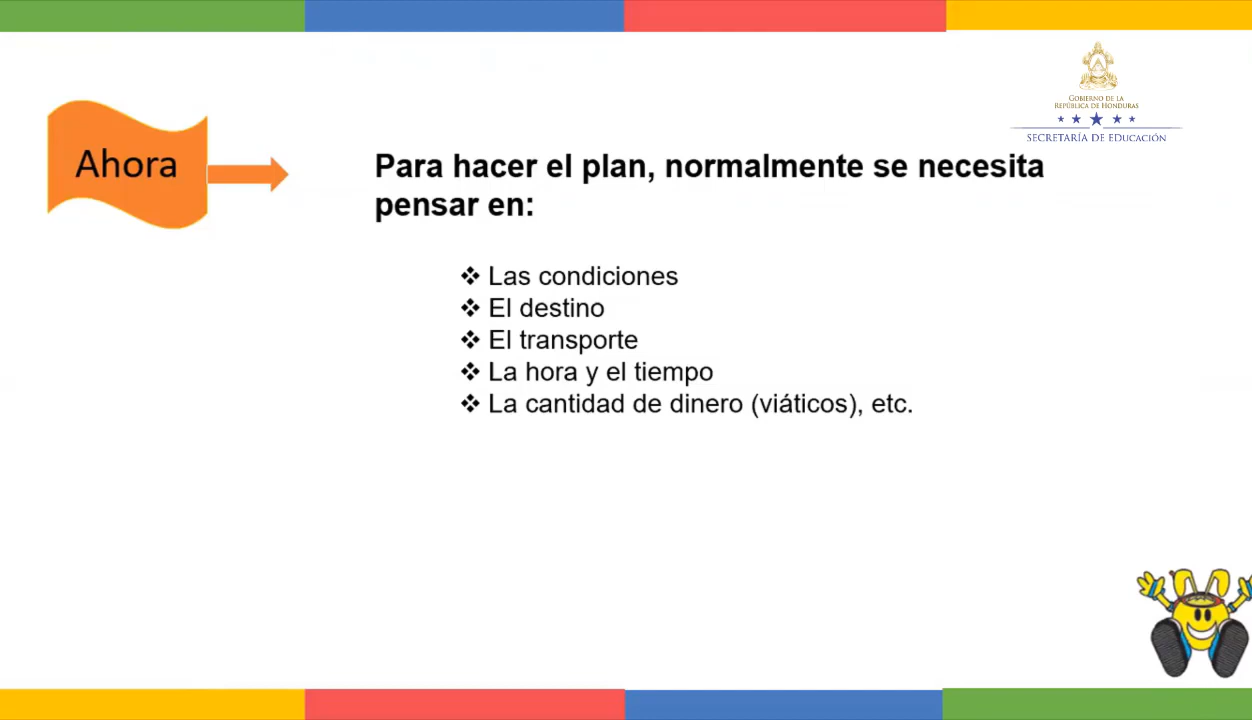 GOBIERNO DE LA
REPÚBLICA DE HONDURAS
SECRETARÍA DE EDUCACIÓN
Ahora
Para hacer el plan, normalmente se necesita
pensar en:
❖ Las condiciones
❖ El destino
❖ El transporte
❖ La hora y el tiempo
❖ La cantidad de dinero (viáticos), etc.